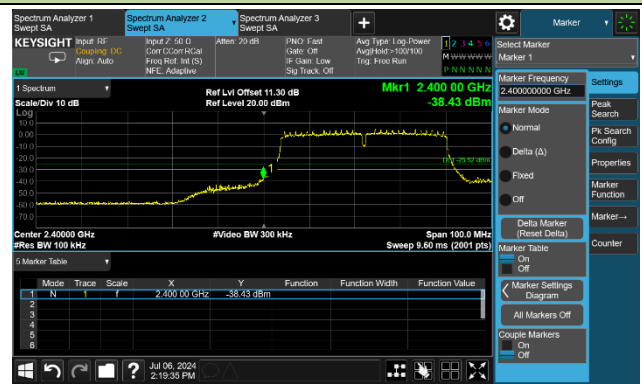 Spectrum Analyzer 1
Swept SA
Spectrum Analyzer 2
Swept SA
Spectrum Analyzer 3
Swept SA
+
Marker
KEYSIGHT
Input: RF
Coupling: DC
Align: Auto
Input Z: 50 Ω
Corr CCorr RCal
Freq Ref: Int (S)
NFE: Adaptive
Atten: 20 dB
PNO: Fast
Gate: Off
IF Gain: Low
Sig Track: Off
Avg Type: Log-Power
Avg|Hold:>100/100
Trig: Free Run
1 2 3 4 5 6
M W W W W W
P N N N N N
LXI
Select Marker
Marker 1
1 Spectrum
Scale/Div 10 dB
Ref Lvl Offset 11.30 dB
Ref Level 20.00 dBm
Mkr1 2.400 00 GHz
-38.43 dBm
Log
10.0
0.00
-10.0
-20.0
-30.0
-40.0
-50.0
-60.0
-70.0
1
DL1 -25.52 dBm
Center 2.40000 GHz
#Res BW 100 kHz
#Video BW 300 kHz
Span 100.0 MHz
Sweep 9.60 ms (2001 pts)
5 Marker Table
Mode Trace Scale X Y Function Function Width Function Value
1 N 1 f 2.400 00 GHz -38.43 dBm
2
3
4
5
6
Marker Frequency
2.400000000 GHz
Marker Mode
Normal
Delta (Δ)
Fixed
Off
Delta Marker
(Reset Delta)
Marker Table
On
Off
Marker Settings
Diagram
All Markers Off
Couple Markers
On
Off
Settings
Peak
Search
Pk Search
Config
Properties
Marker
Function
Marker→
Counter
?
Jul 06, 2024
2:19:35 PM